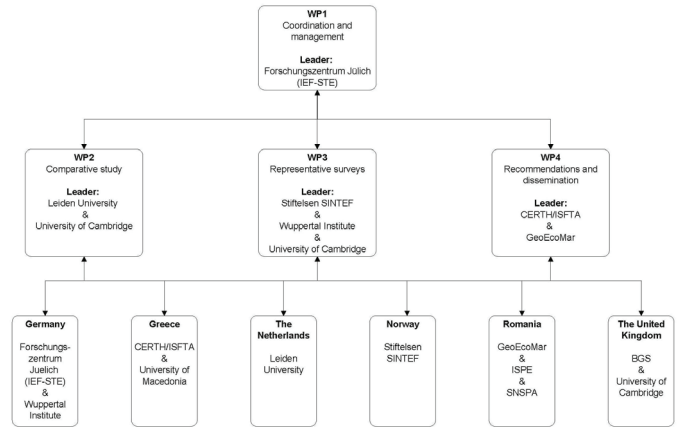 WP1
Coordination and
management
Leader:
Forschungszentrum Jülich
(IEF-STE)
WP2
Comparative study
Leader:
Leiden University
&
University of Cambridge
WP3
Representative surveys
Leader:
Stiftelsen SINTEF
&
Wuppertal Institute
&
University of Cambridge
WP4
Recommendations and
dissemination
Leader:
CERTH/ISFTA
&
GeoEcoMar
Germany
Forschungs-
zentrum
Juelich
(IEF-STE)
&
Wuppertal
Institute
Greece
CERTH/ISFTA
&
University of
Macedonia
The
Netherlands
Leiden
University
Norway
Stiftelsen
SINTEF
Romania
GeoEcoMar
&
ISPE
&
SNSPA
The United
Kingdom
BGS
&
University of
Cambridge